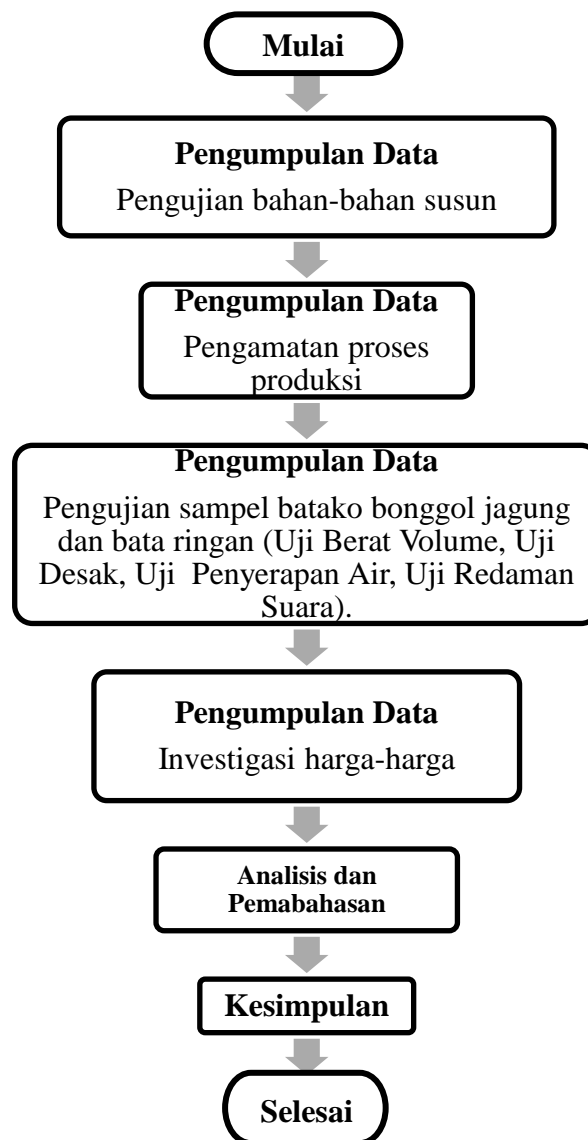 Mulai
Pengumpulan Data
Pengujian bahan-bahan susun
Pengumpulan Data
Pengamatan proses
produksi
Pengumpulan Data
Pengujian sampel batako bonggol jagung
dan bata ringan (Uji Berat Volume, Uji
Desak, Uji  Penyerapan Air, Uji Redaman
Suara).
Pengumpulan Data
Investigasi harga-harga
Analisis dan
Pemabahasan
Kesimpulan
Selesai